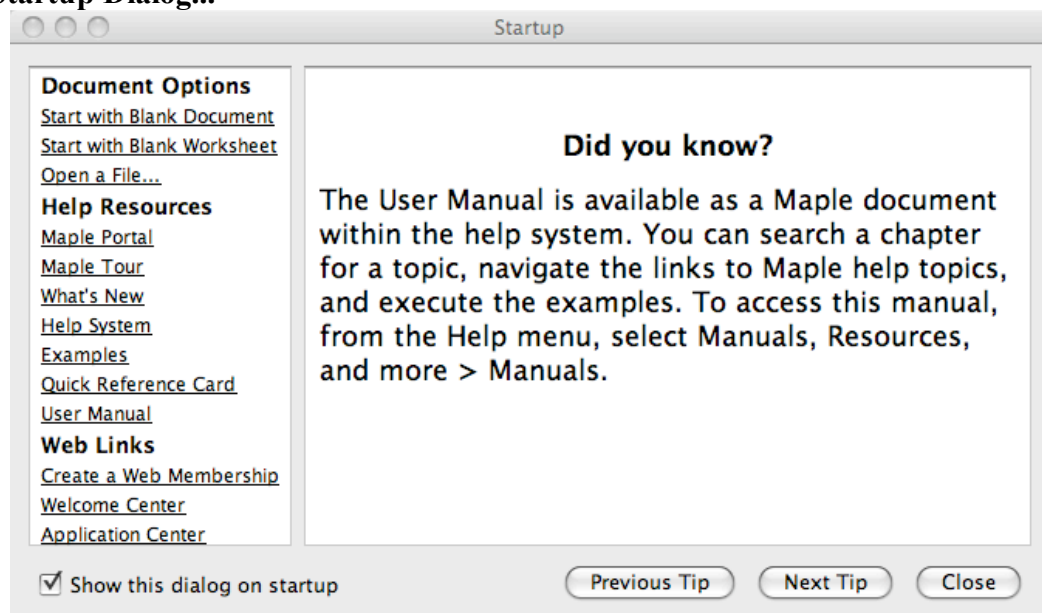 Startup Dialog...
Startup
Document Options
Start with Blank Document
Start with Blank Worksheet
Open a File...
Help Resources
Maple Portal
Maple Tour
What's New
Help System
Examples
Quick Reference Card
User Manual
Web Links
Create a Web Membership
Welcome Center
Application Center
Did you know?
The User Manual is available as a Maple document
within the help system. You can search a chapter
for a topic, navigate the links to Maple help topics,
and execute the examples. To access this manual,
from the Help menu, select Manuals, Resources,
and more > Manuals.
Show this dialog on startup
Previous Tip
Next Tip
Close